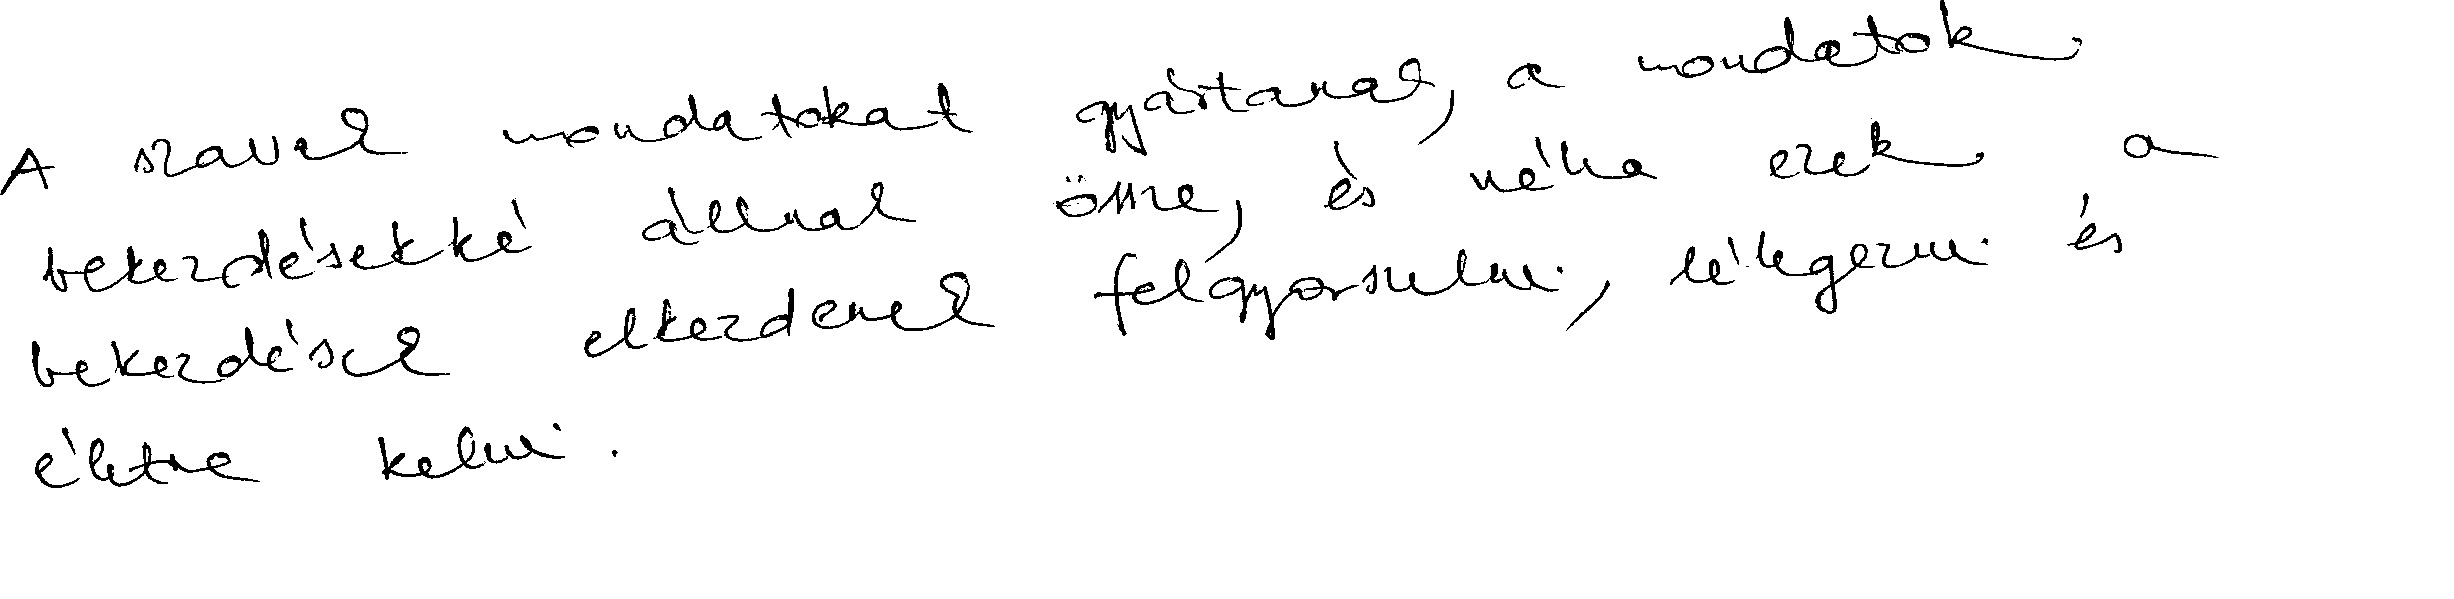 A szavak mondatokat gyártanak, a mondatok
bekezdésekké állnak össze, és néha ezek a
bekezdések elkezdenek felgyorsulni, lélegezni és
életre kelni.